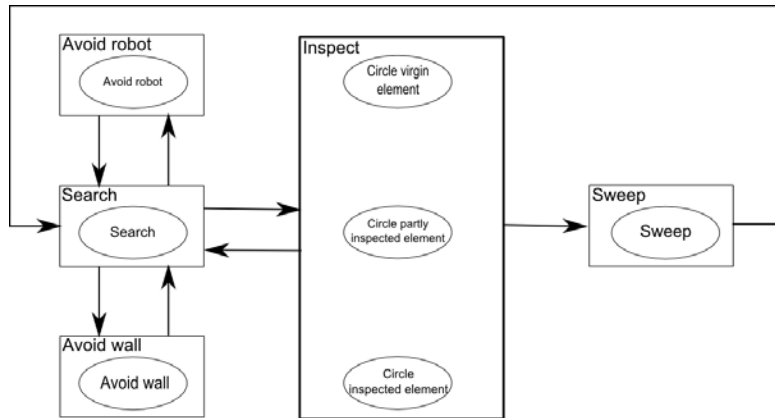 Avoid robot
Avoid robot
Inspect
Circle virgin
element
Search
Search
Circle partly
inspected element
Sweep
Sweep
Avoid wall
Avoid wall
Circle
inspected element